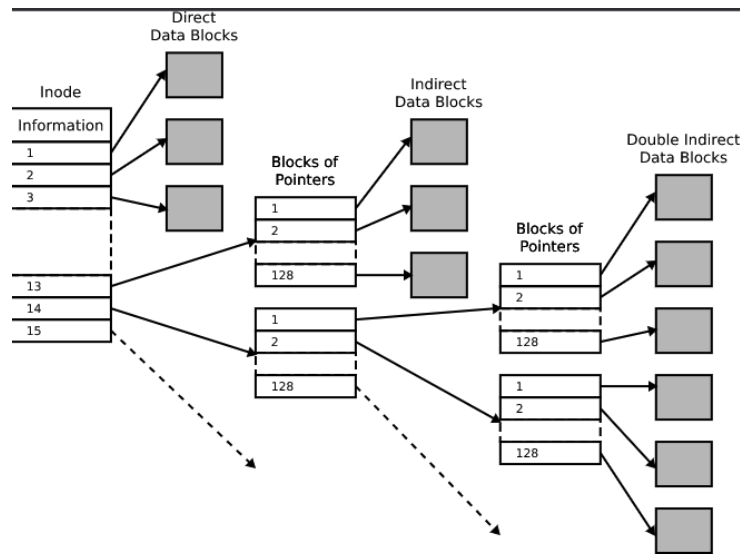 Direct
Data Blocks
Inode
Information
1
2
3
13
14
15
Blocks of
Pointers
1
2
128
1
2
128
Indirect
Data Blocks
Blocks of
Pointers
1
2
128
1
2
128
Double Indirect
Data Blocks